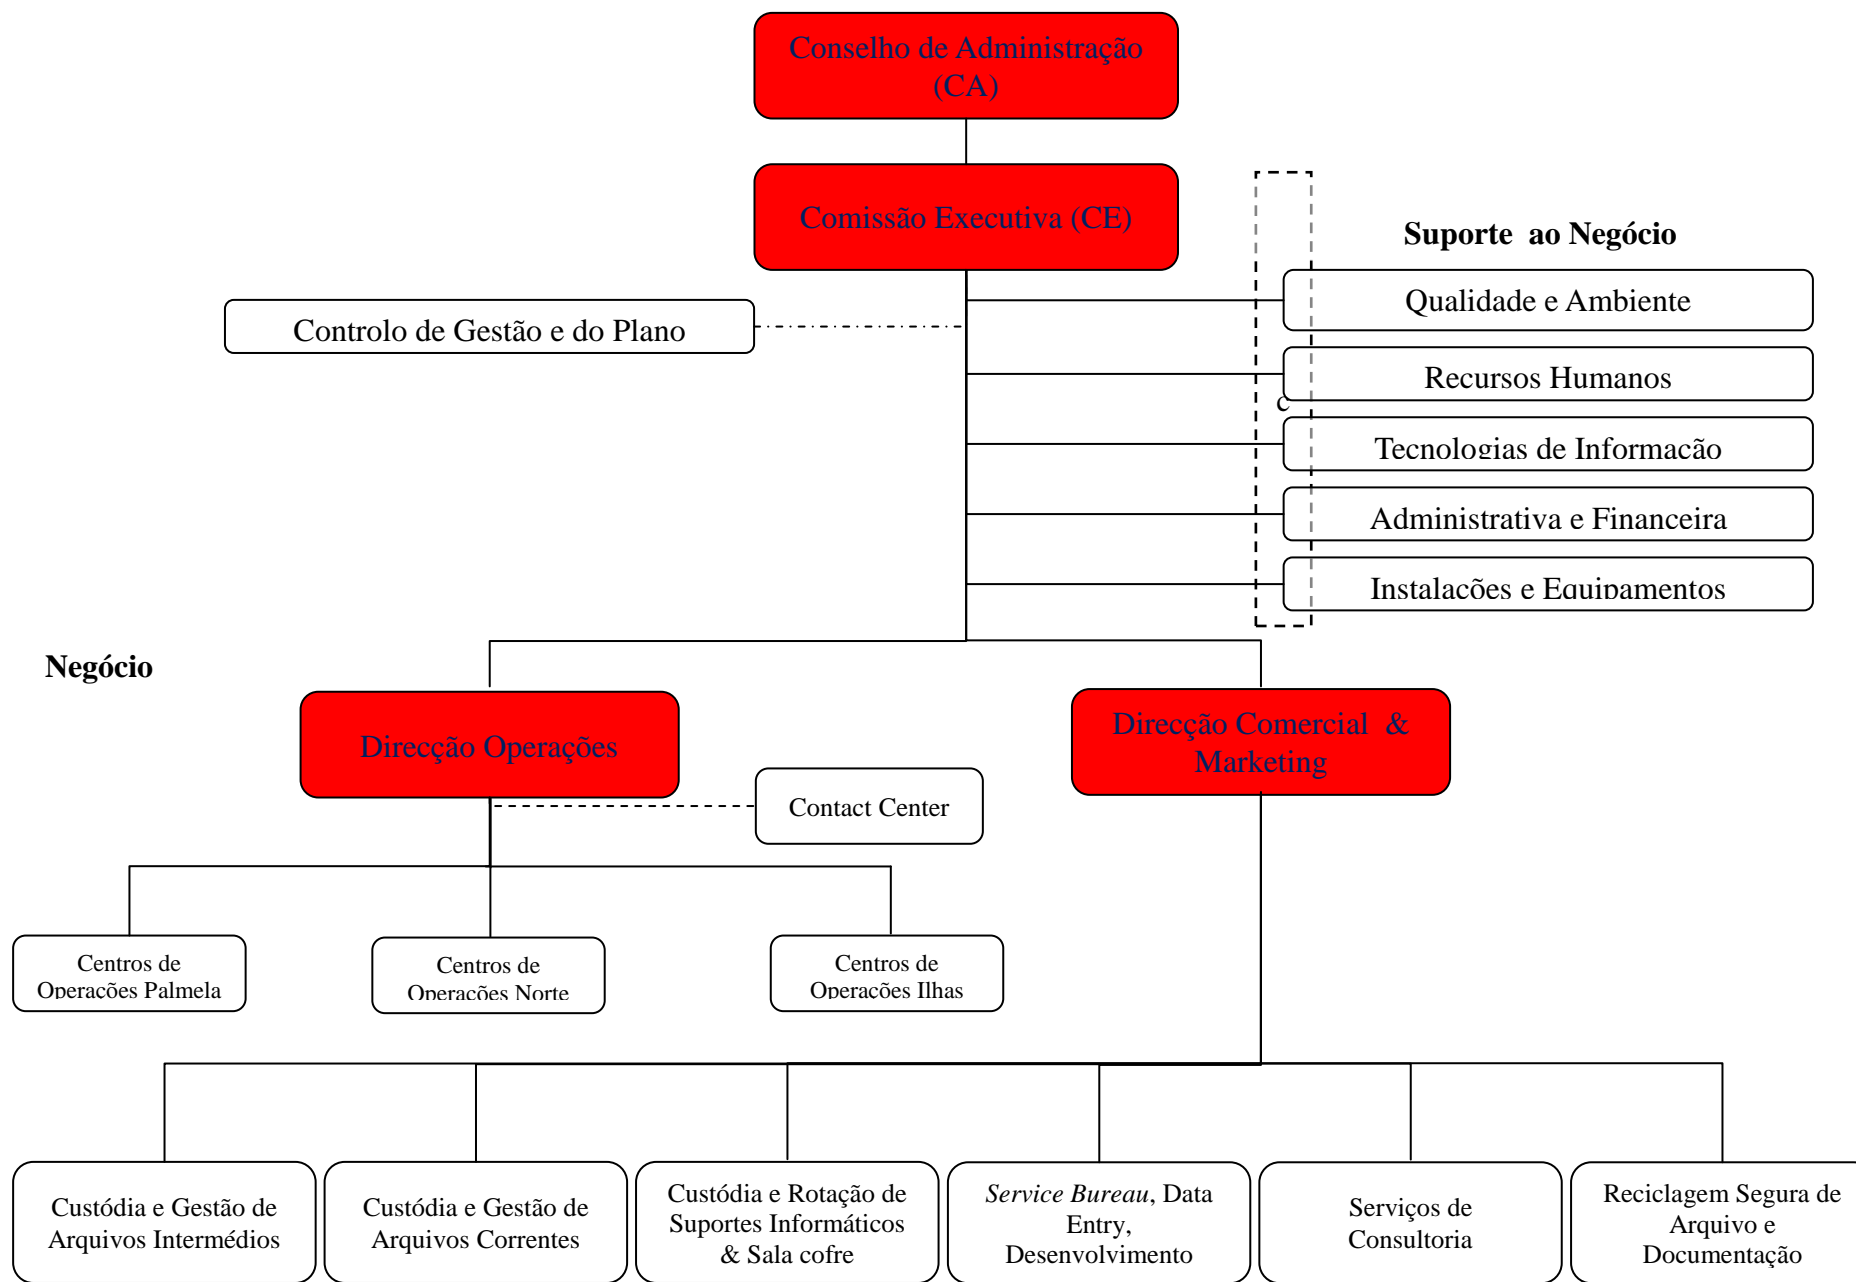 Conselho de Administração
(CA)
Comissão Executiva (CE)
Suporte ao Negócio
Qualidade e Ambiente
Controlo de Gestão e do Plano
Recursos Humanos
c
Tecnologias de Informação
Administrativa e Financeira
Instalações e Equipamentos
Negócio
Direcção Operações
Direcção Comercial &
Marketing
Contact Center
Centros de
Operações Palmela
Centros de
Operações Norte
Centros de
Operações Ilhas
Custódia e Gestão de
Arquivos Intermédios
Custódia e Gestão de
Arquivos Correntes
Custódia e Rotação de
Suportes Informáticos
& Sala cofre
Service Bureau, Data
Entry,
Desenvolvimento
Serviços de
Consultoria
Reciclagem Segura de
Arquivo e
Documentação